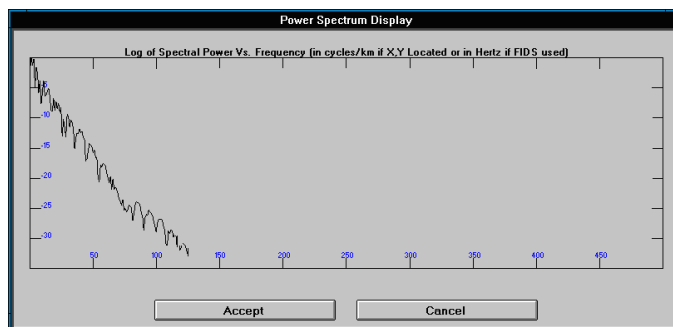 Power Spectrum Display
Log of Spectral Power Vs. Frequency (in cycles/km if X,Y Located or in Hertz if FIDS used)
-5
-10
-15
-20
-25
-30
50 100 150 200 250 300 350 400 450
Accept Cancel